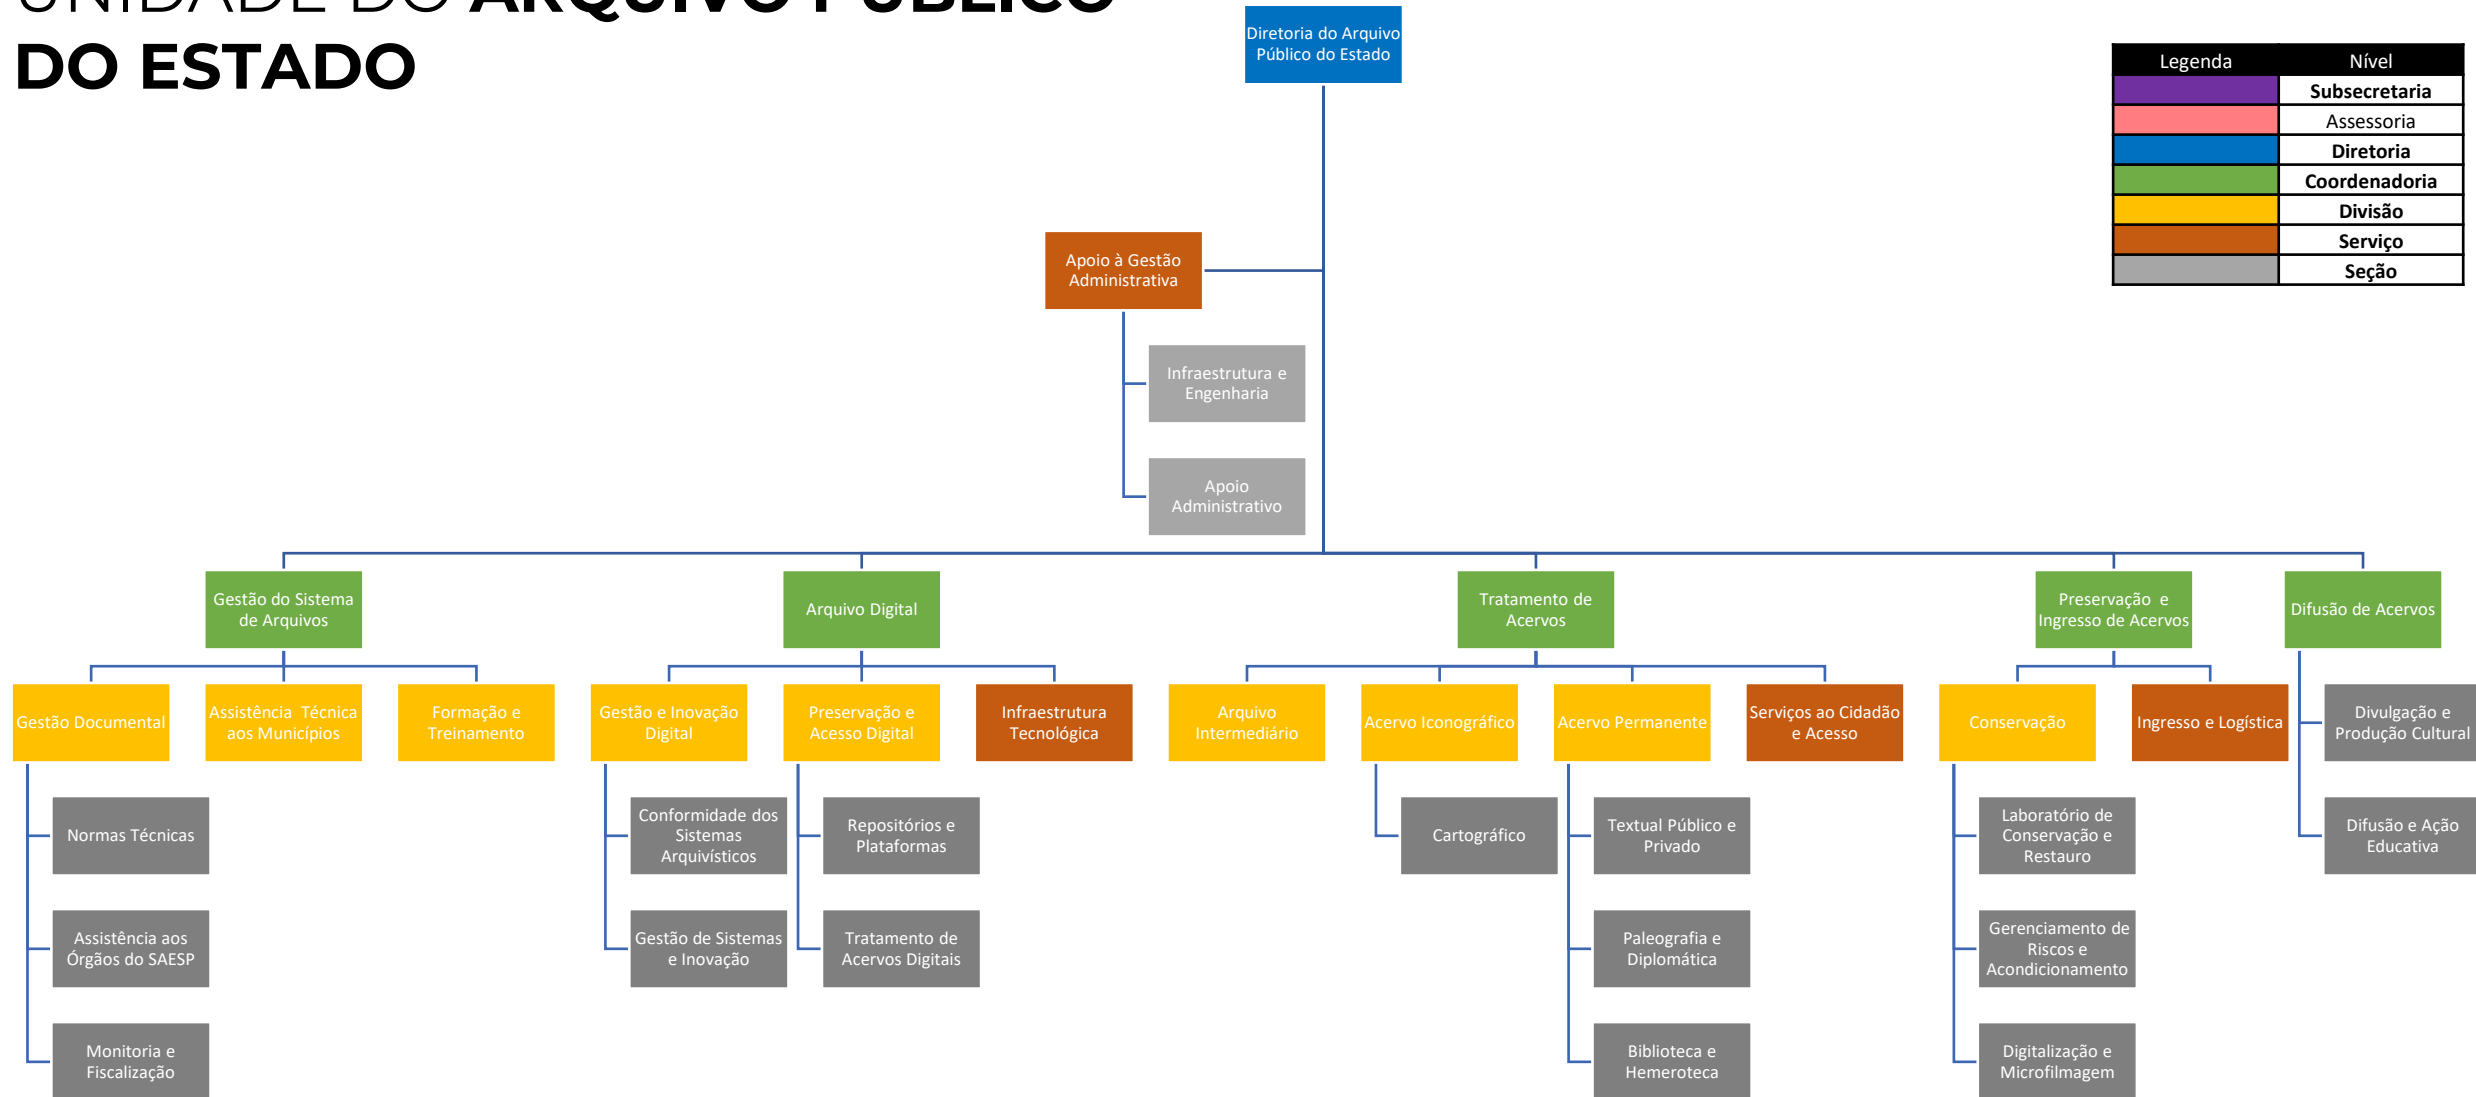 UNIDADE DO ARQUIVO PÚBLICO
DO ESTADO
Diretoria do Arquivo
Público do Estado
Legenda Nível
Subsecretaria
Assessoria
Diretoria
Coordenadoria
Divisão
Serviço
Seção
Apoio à Gestão
Administrativa
Infraestrutura e
Engenharia
Apoio
Administrativo
Gestão do Sistema
de Arquivos
Arquivo Digital
Tratamento de
Acervos
Preservação e
Ingresso de Acervos
Difusão de Acervos
Gestão Documental
Assistência Técnica
aos Municípios
Formação e
Treinamento
Gestão e Inovação
Digital
Preservação e
Acesso Digital
Infraestrutura
Tecnológica
Arquivo
Intermediário
Acervo Iconográfico
Acervo Permanente
Serviços ao Cidadão
e Acesso
Conservação
Ingresso e Logística
Divulgação e
Produção Cultural
Normas Técnicas
Conformidade dos
Sistemas
Arquivísticos
Repositórios e
Plataformas
Cartográfico
Textual Público e
Privado
Laboratório de
Conservação e
Restauro
Difusão e Ação
Educativa
Assistência aos
Órgãos do SAESP
Gestão de Sistemas
e Inovação
Tratamento de
Acervos Digitais
Paleografia e
Diplomática
Gerenciamento de
Riscos e
Acondicionamento
Monitoria e
Fiscalização
Biblioteca e
Hemeroteca
Digitalização e
Microfilmagem